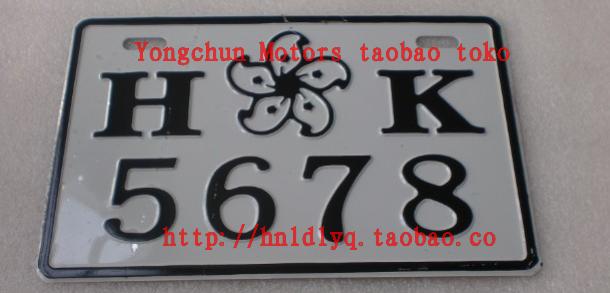 Yongchun Motors taobao toko
H K
5678
http://hnldlyq.taobao.co